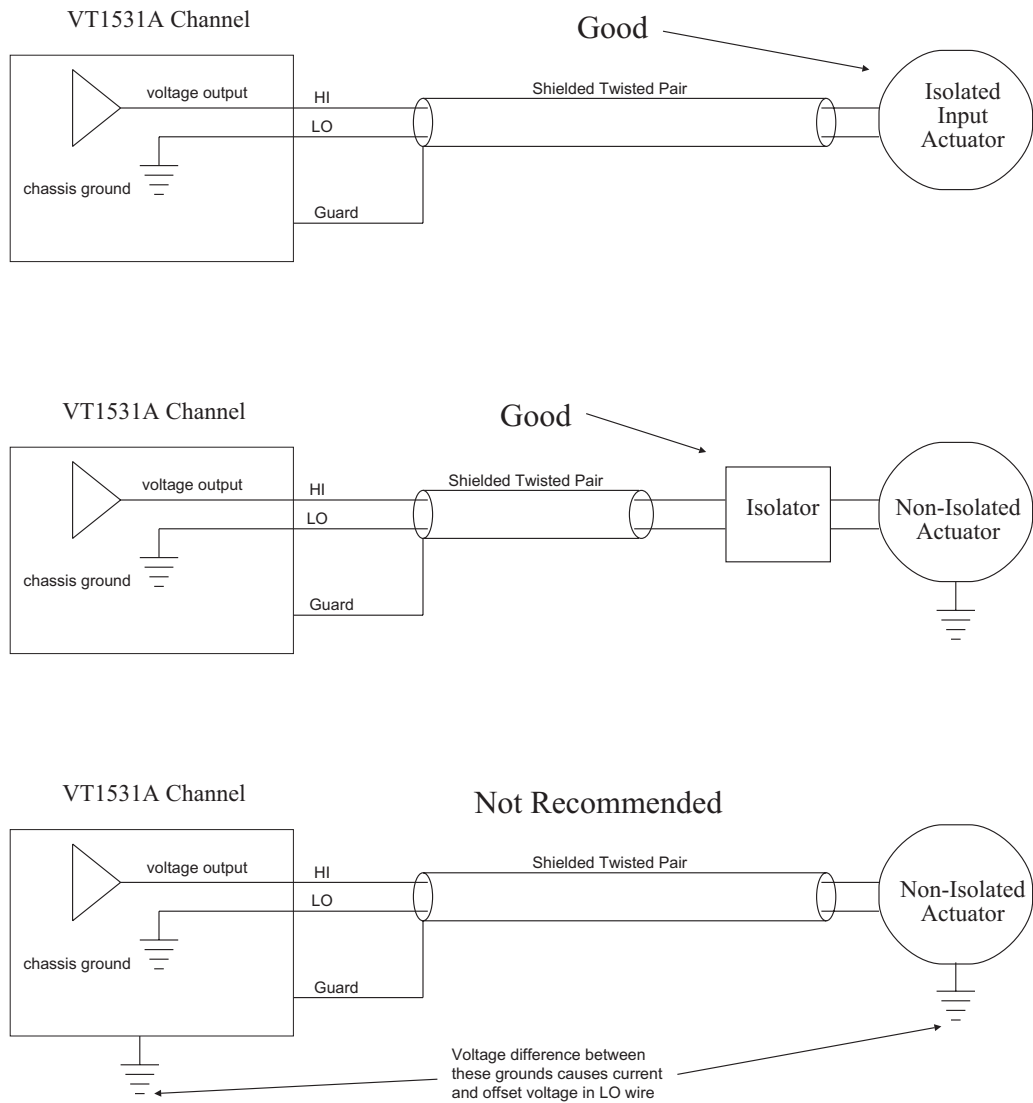 VT1531A Channel
Good
voltage output
HI
Shielded Twisted Pair
Isolated
Input
Actuator
LO
chassis ground
Guard
VT1531A Channel
Good
voltage output
HI
Shielded Twisted Pair
Isolator
Non-Isolated
Actuator
LO
chassis ground
Guard
VT1531A Channel
Not Recommended
voltage output
HI
Shielded Twisted Pair
Non-Isolated
Actuator
LO
chassis ground
Guard
Voltage difference between
these grounds causes current
and offset voltage in LO wire